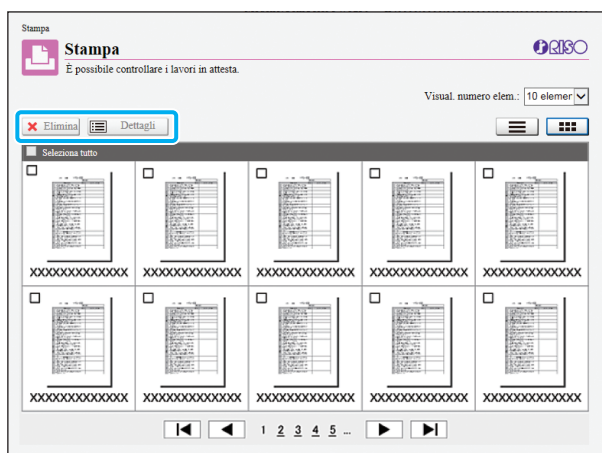 Stampa
Stampa
RISO
È possibile controllare i lavori in attesa.
Visual. numero elem.: 10 elemer
Elimina Dettagli
Seleziona tutto
XXXXXXXXXXXXX XXXXXXXXXXXXX XXXXXXXXXXXXX XXXXXXXXXXXXX XXXXXXXXXXXXX
XXXXXXXXXXXXX XXXXXXXXXXXXX XXXXXXXXXXXXX XXXXXXXXXXXXX XXXXXXXXXXXXX
1 2 3 4 5 ...